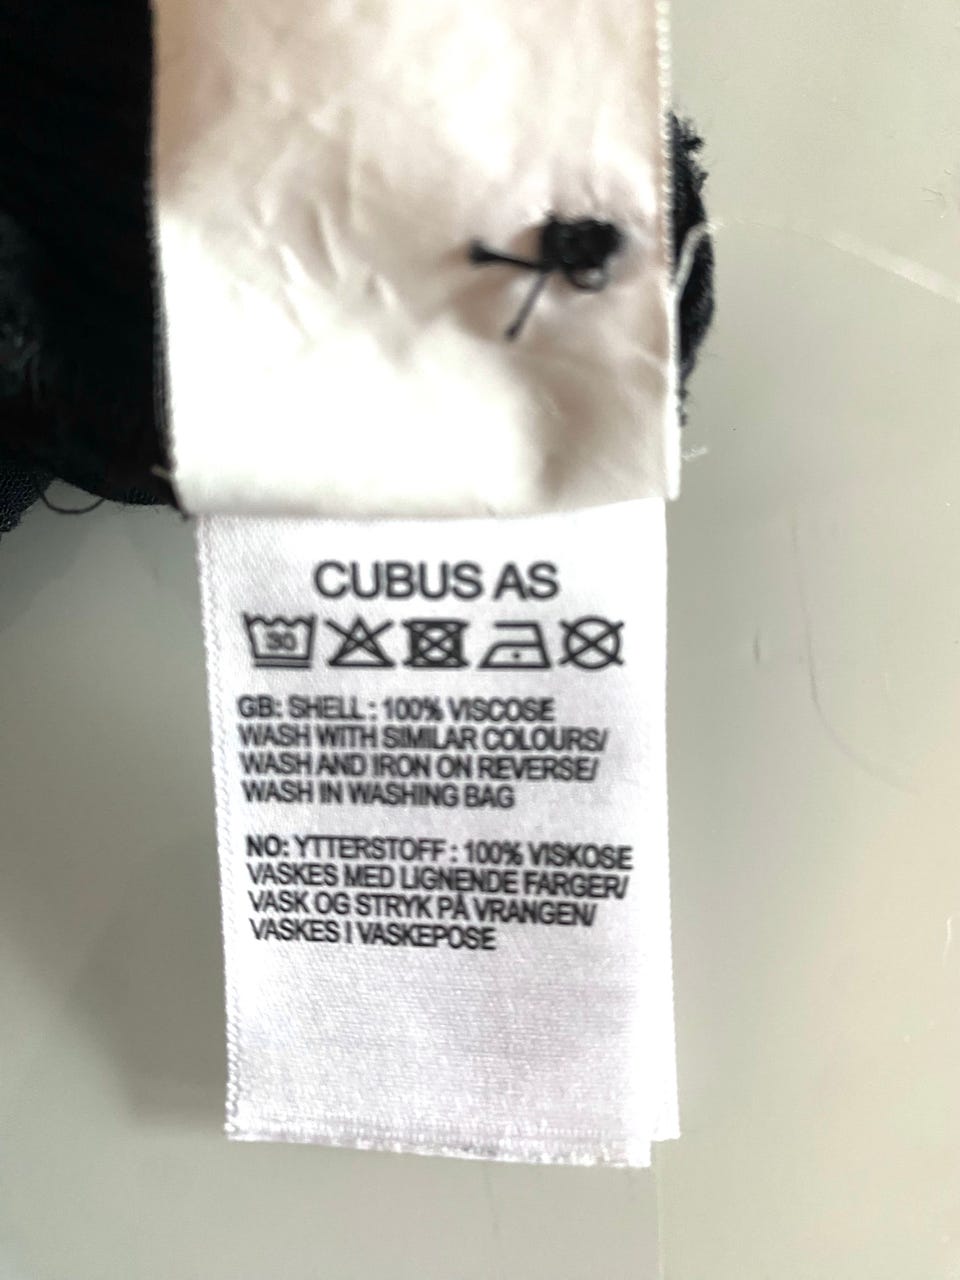 CUBUS AS
30
GB: SHELL : 100% VISCOSE
WASH WITH SIMILAR COLOURS/
WASH AND IRON ON REVERSE/
WASH IN WASHING BAG
NO: YTTERSTOFF : 100% VISKOSE
VASKES MED LIGNENDE FARGER/
VASK OG STRYK PÅ VRANGEN/
VASKES I VASKEPOSE